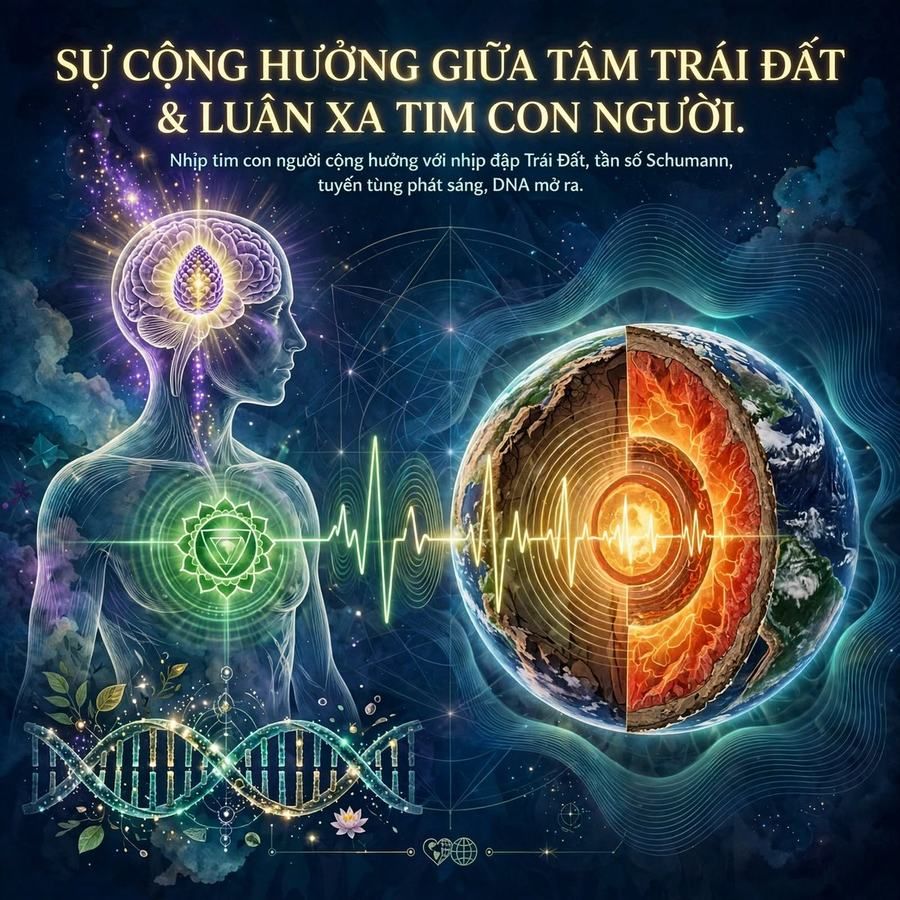 SỰ CỘNG HƯỞNG GIỮA TÂM TRÁI ĐẤT
& LUÂN XA TIM CON NGƯỜI.
Nhịp tim con người cộng hưởng với nhịp đập Trái Đất, tần số Schumann,
tuyến tùng phát sáng, DNA mở ra.